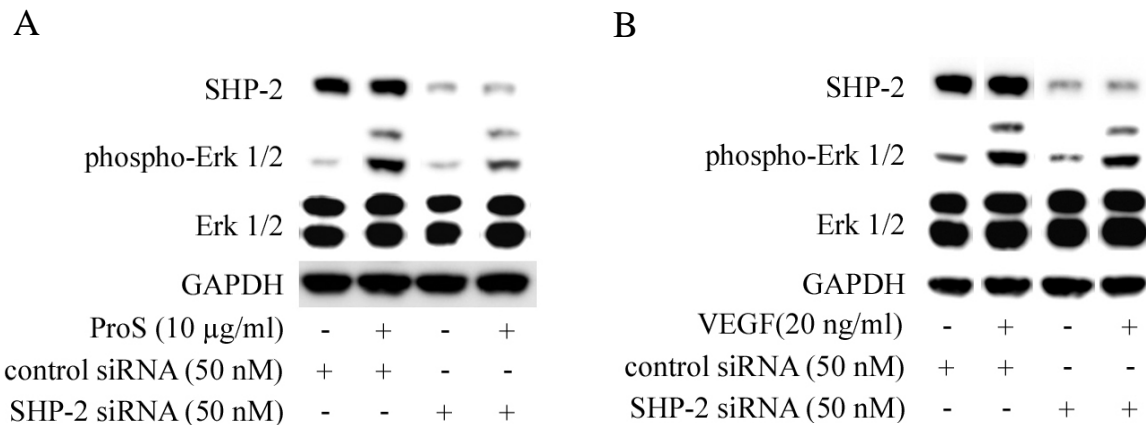 A
SHP-2
phospho-Erk 1/2
Erk 1/2
GAPDH
ProS (10 µg/ml) - + - +
control siRNA (50 nM) + + - -
SHP-2 siRNA (50 nM) - - + +
B
SHP-2
phospho-Erk 1/2
Erk 1/2
GAPDH
VEGF(20 ng/ml) - + - +
control siRNA (50 nM) + + - -
SHP-2 siRNA (50 nM) - - + +